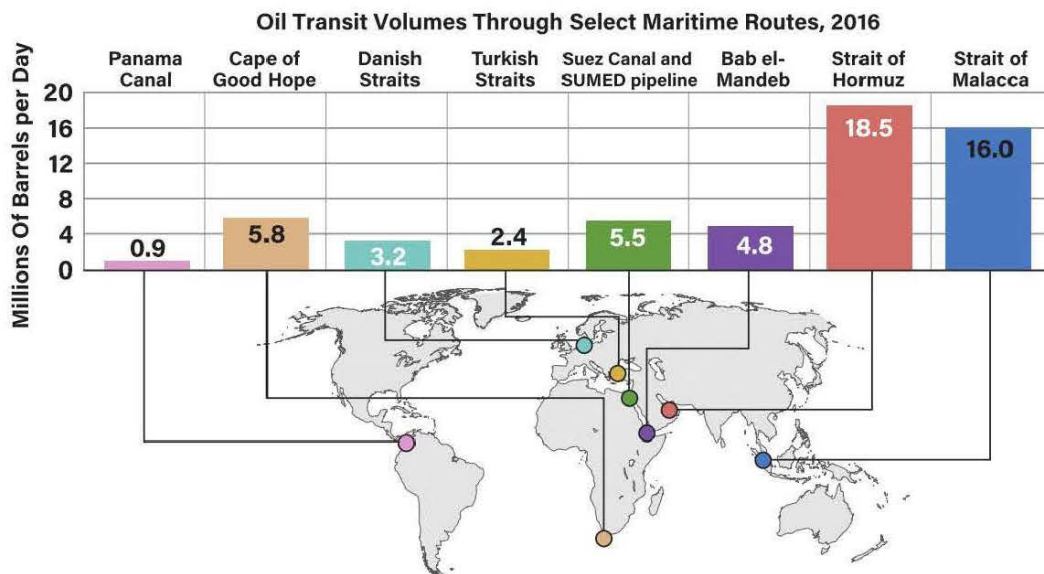 Oil Transit Volumes Through Select Maritime Routes, 2016
Panama
Canal
Cape of
Good Hope
Danish
Straits
Turkish
Straits
Suez Canal and
SUMED pipeline
Bab el-
Mandeb
Strait of
Hormuz
Strait of
Malacca
Millions Of Barrels per Day
20
16
12
8
4
0
0.9
5.8
3.2
2.4
5.5
4.8
18.5
16.0